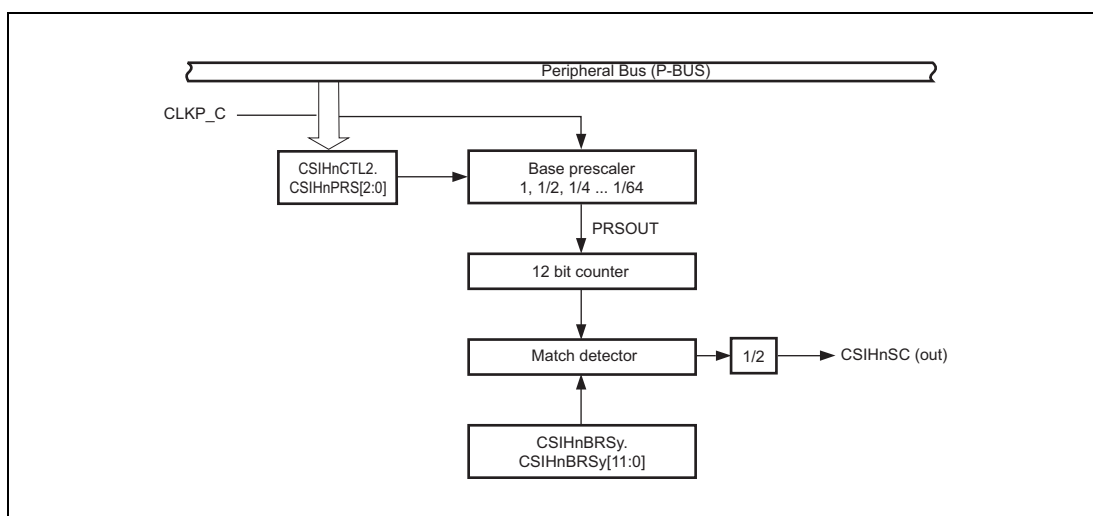 Peripheral Bus (P-BUS)
CLKP_C
CSIHnCTL2.
CSIHnPRS[2:0]
Base prescaler
1, 1/2, 1/4 ... 1/64
PRSOUT
12 bit counter
Match detector
1/2
CSIHnSC (out)
CSIHnBRSy.
CSIHnBRSy[11:0]